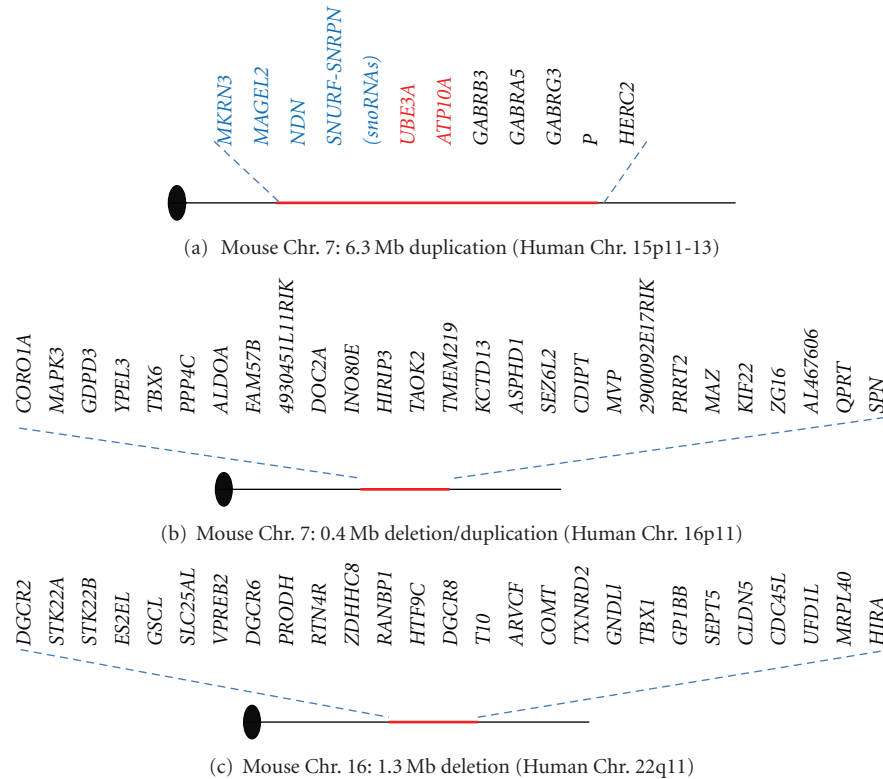 MKRN3
MAGEL2
NDN
SNURF-SNRPN
(snoRNAs)
UBE3A
ATP10A
GABRB3
GABRA5
GABRG3
P
HERC2
(a) Mouse Chr. 7: 6.3 Mb duplication (Human Chr. 15p11-13)
CORO1A
MAPK3
GDPD3
YPEL3
TBX6
PPP4C
ALDOA
FAM57B
4930451L11RIK
DOC2A
INO80E
HIRIP3
TAOK2
TMEM219
KCTD13
ASPHD1
SEZ6L2
CDIPT
MVP
2900092E17RIK
PRRT2
MAZ
KIF22
ZG16
AL467606
QPRT
SPN
(b) Mouse Chr. 7: 0.4 Mb deletion/duplication (Human Chr. 16p11)
DGCR2
STK22A
STK22B
ES2EL
GSCL
SLC25AL
VPREB2
DGCR6
PRODH
RTN4R
ZDHHC8
RANBP1
HTF9C
DGCR8
T10
ARVCF
COMT
TXNRD2
GNDLl
TBX1
GP1BB
SEPT5
CLDN5
CDC45L
UFD1L
MRPL40
HIRA
(c) Mouse Chr. 16: 1.3 Mb deletion (Human Chr. 22q11)